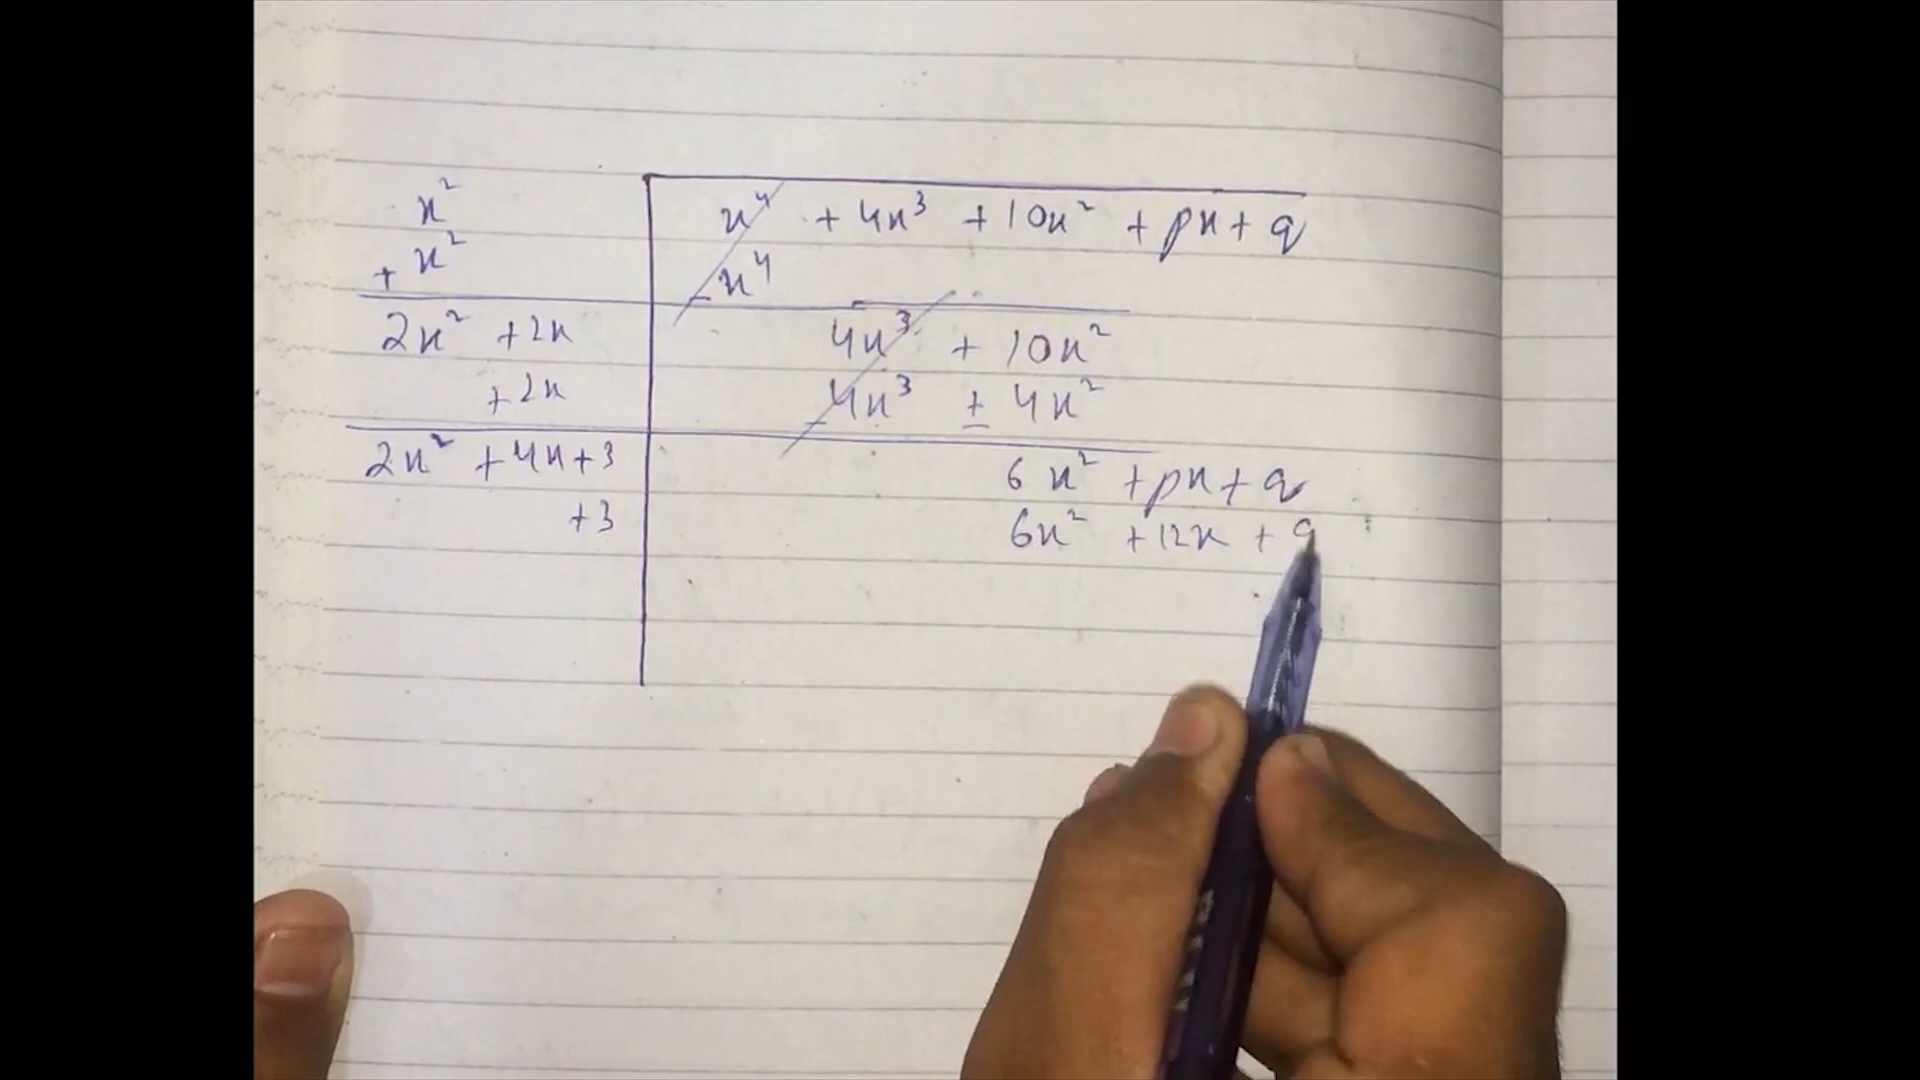 x² x⁴ + 4x³ + 10x² + px + q
+ x² - x⁴
2x² + 2x 4x³ + 10x²
+ 2x - 4x³ ± 4x²
2x² + 4x + 3 6x² + px + q
+ 3 6x² + 12x + 9